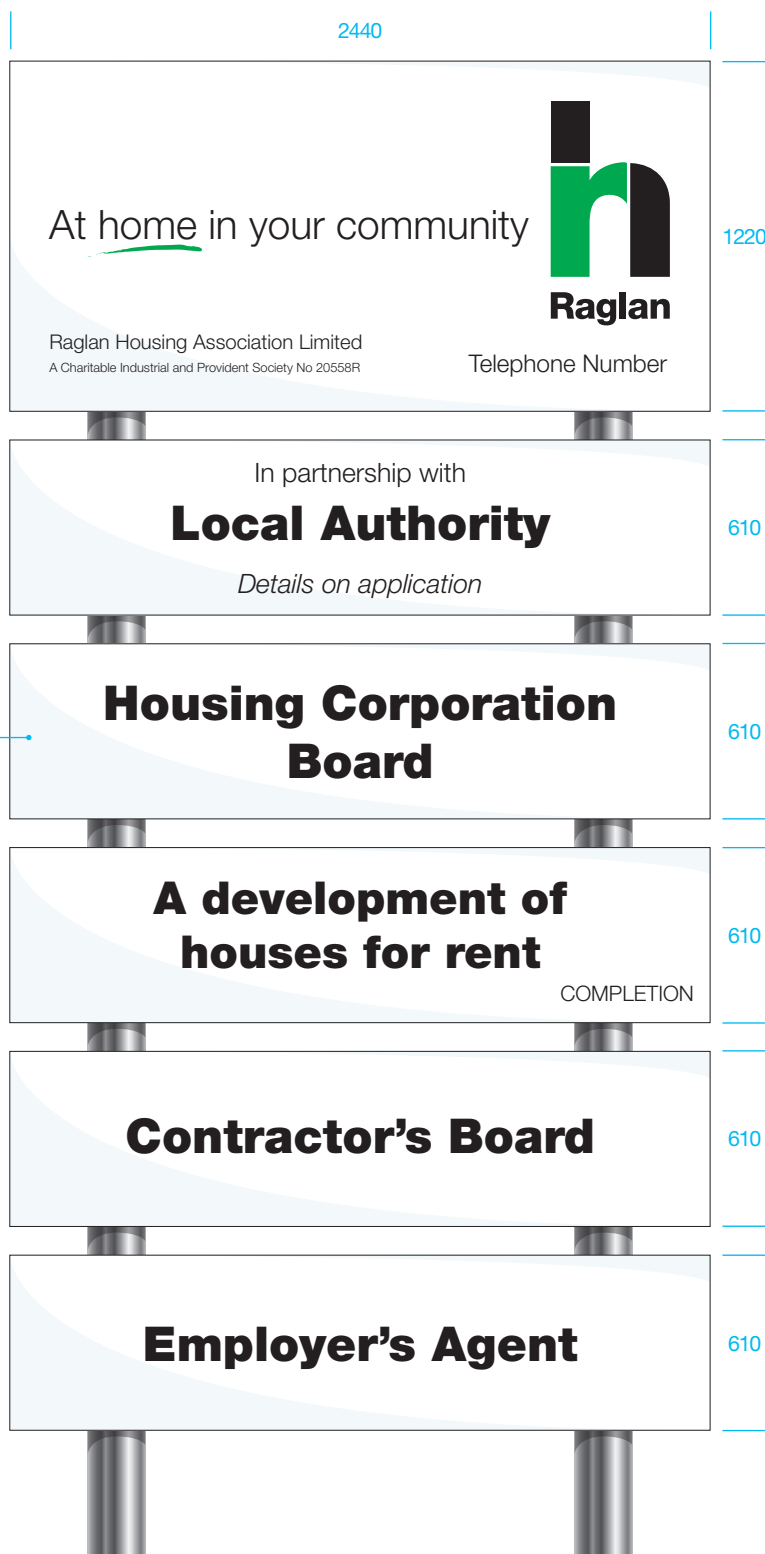 2440
At home in your community
1220
Raglan
Raglan Housing Association Limited
A Charitable Industrial and Provident Society No 20558R
Telephone Number
In partnership with
Local Authority
610
Details on application
Housing Corporation
610
Board
A development of
610
houses for rent
COMPLETION
Contractor’s Board
610
Employer’s Agent
610